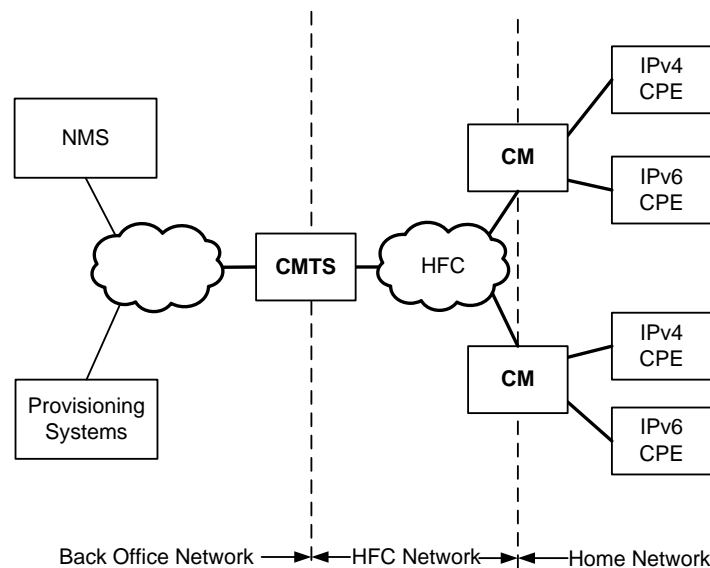 NMS
Provisioning
Systems
CMTS
HFC
CM
IPv4
CPE
IPv6
CPE
CM
IPv4
CPE
IPv6
CPE
Back Office Network
HFC Network
Home Network